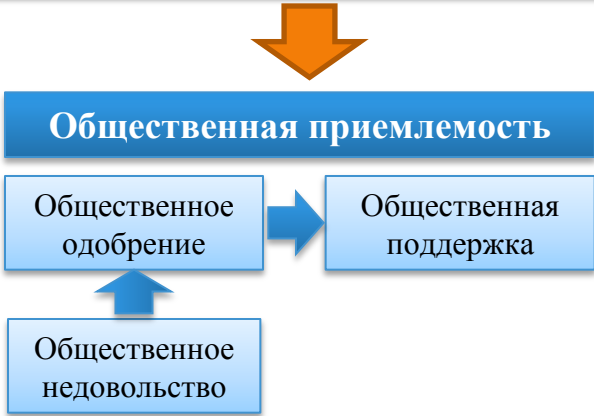 Общественная приемлемость
Общественное
одобрение
Общественная
поддержка
Общественное
недовольство